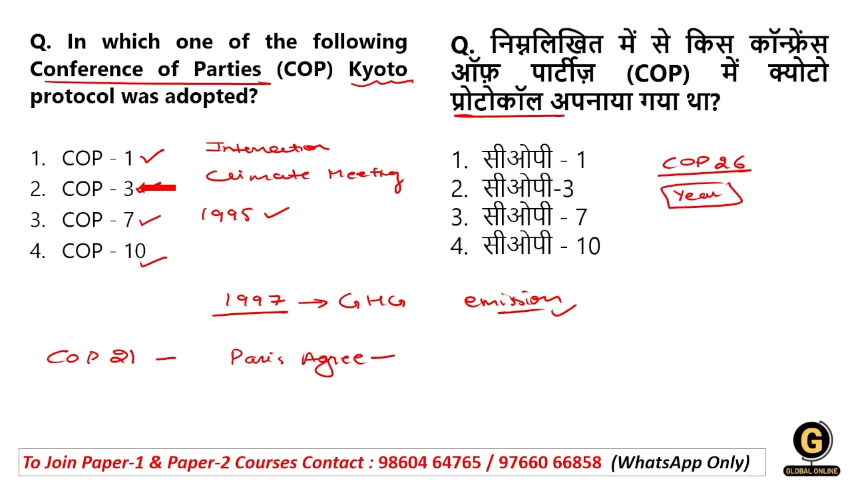 Q. In which one of the following
Conference of Parties (COP) Kyoto
protocol was adopted?
1. COP - 1
2. COP - 3
3. COP - 7
4. COP - 10
Climate Meeting
1995
1997 → GHG emission
COP 21 — Paris Agree —
Q. निम्नलिखित में से किस कॉन्फ्रेंस
ऑफ़ पार्टीज़ (COP) में क्योटो
प्रोटोकॉल अपनाया गया था?
1. सीओपी - 1
2. सीओपी-3
3. सीओपी - 7
4. सीओपी - 10
COP 26
Year
G
GLOBAL ONLINE
To Join Paper-1 & Paper-2 Courses Contact : 98604 64765 / 97660 66858 (WhatsApp Only)